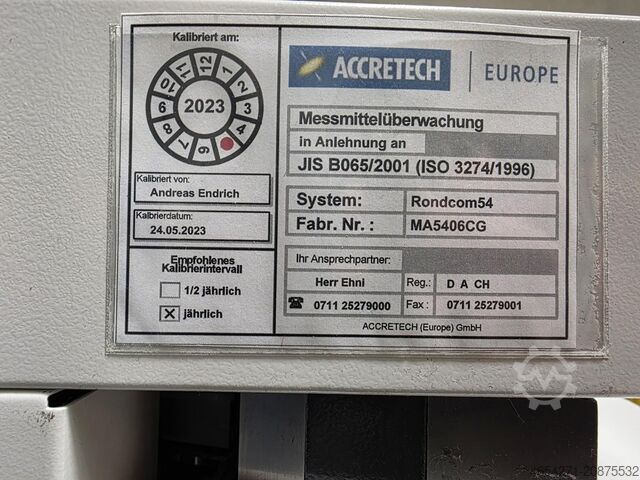 Kalibriert am:
12
11 1
10 2
9 3
8 4
7 6
2023
Kalibriert von:
Andreas Endrich
Kalbrierdatum:
24.05.2023
Empfohlenes
Kalibrierintervall
1/2 jährlich
jährlich
ACCRETECH EUROPE
Messmittelüberwachung
in Anlehnung an
JIS B065/2001 (ISO 3274/1996)
System: Rondcom54
Fabr. Nr. : MA5406CG
Ihr Ansprechpartner:
Herr Ehni Reg.: D A CH
0711 25279000 Fax : 0711 25279001
ACCRETECH (Europe) GmbH